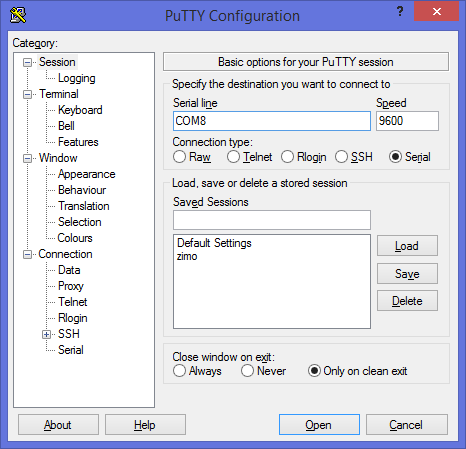 PuTTY Configuration
?
Category:
Session
Logging
Terminal
Keyboard
Bell
Features
Window
Appearance
Behaviour
Translation
Selection
Colours
Connection
Data
Proxy
Telnet
Rlogin
SSH
Serial
Basic options for your PuTTY session
Specify the destination you want to connect to
Serial line Speed
COM8 9600
Connection type:
Raw Telnet Rlogin SSH Serial
Load, save or delete a stored session
Saved Sessions
Default Settings
zimo
Load
Save
Delete
Close window on exit:
Always Never Only on clean exit
About Help Open Cancel